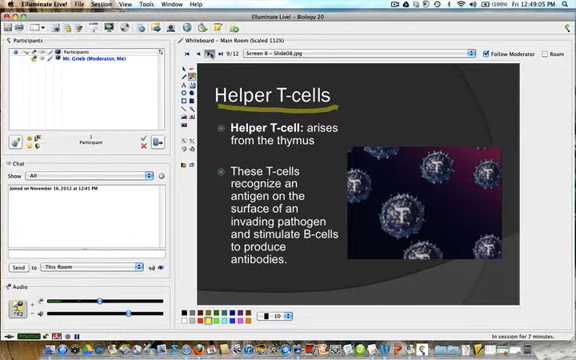 Elluminate Live! File Session View Tools Window Help (100%) Fri 12:49:05 PM
Elluminate Live! - Biology 20
Participants
Participants
Mr. Grieb (Moderator, Me)
1
Participant
Chat
Show All
Joined on November 16, 2012 at 12:41 PM
Send to This Room
Audio
F2
Whiteboard - Main Room (Scaled 112%)
9/12 Screen 8 - Slide08.jpg Follow Moderator Roam
Helper T-cells
Helper T-cell: arises
from the thymus
These T-cells
recognize an
antigen on the
surface of an
invading pathogen
and stimulate B-cells
to produce
antibodies.
T
T
T
T
10
In session for 7 minutes.